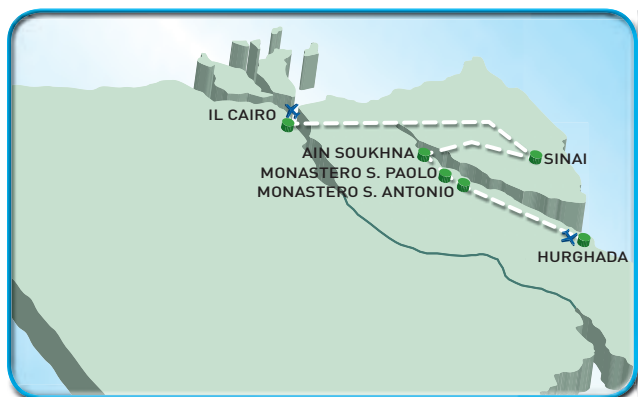 IL CAIRO
AIN SOUKHNA
SINAI
MONASTERO S. PAOLO
MONASTERO S. ANTONIO
HURGHADA